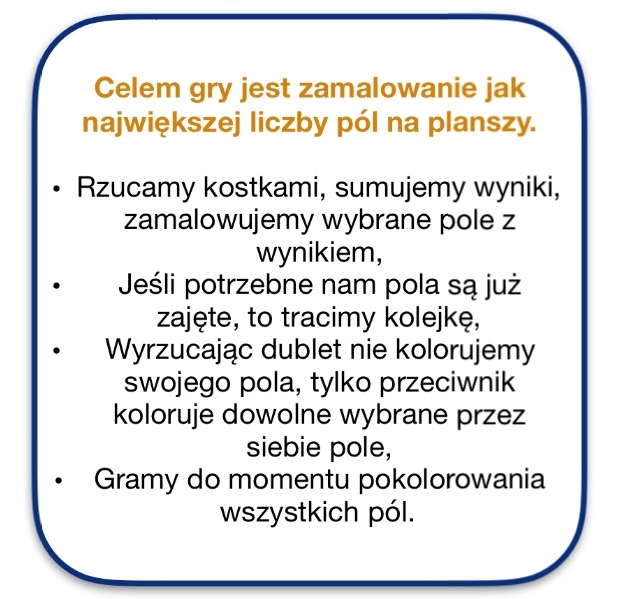 Celem gry jest zamalowanie jak
największej liczby pól na planszy.
• Rzucamy kostkami, sumujemy wyniki,
zamalowujemy wybrane pole z
wynikiem,
• Jeśli potrzebne nam pola są już
zajęte, to tracimy kolejkę,
• Wyrzucając dublet nie kolorujemy
swojego pola, tylko przeciwnik
koloruje dowolne wybrane przez
siebie pole,
• Gramy do momentu pokolorowania
wszystkich pól.